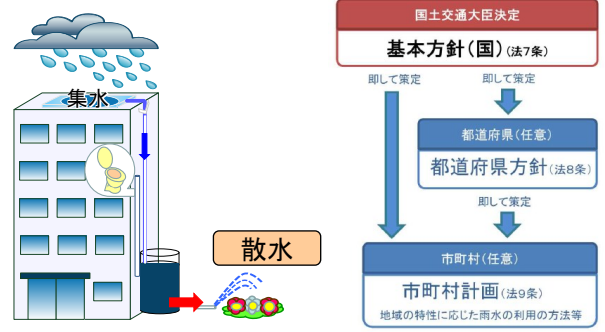 集水
散水
国土交通大臣決定
基本方針(国)(法7条)
即して策定
即して策定
都道府県(任意)
都道府県方針(法8条)
即して策定
市町村(任意)
市町村計画(法9条)
地域の特性に応じた雨水の利用の方法等